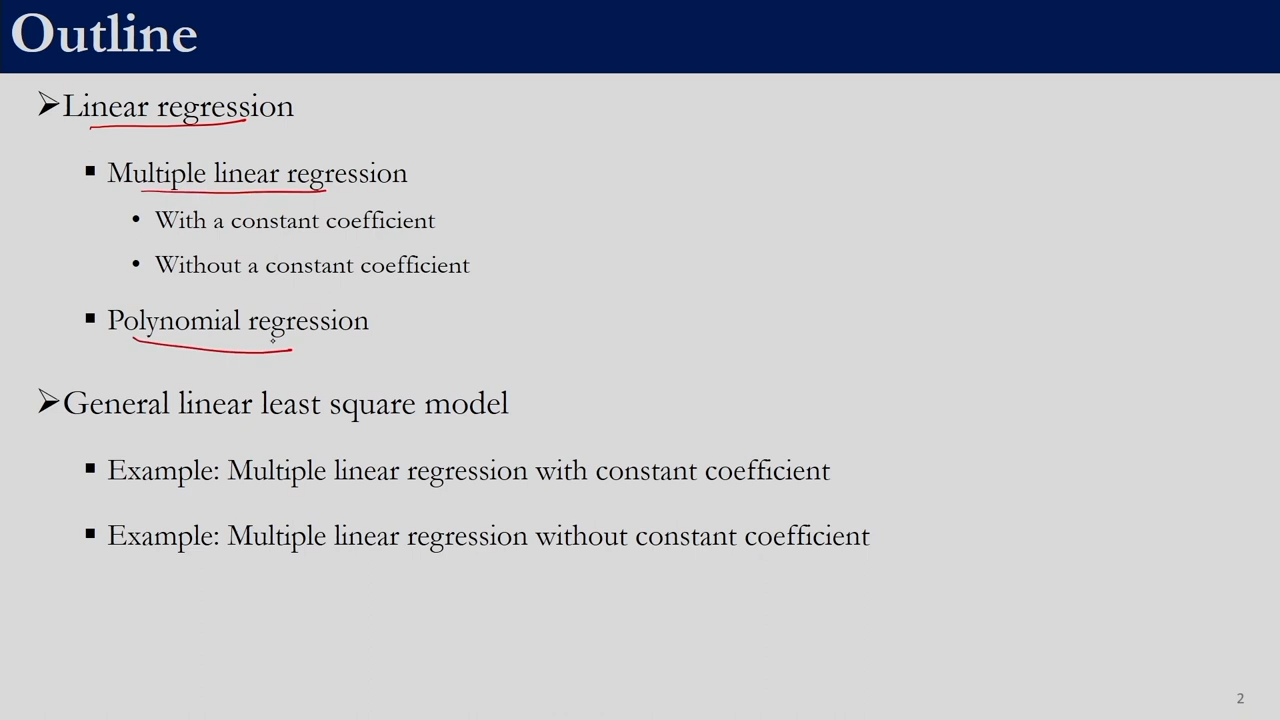 Outline
Linear regression
Multiple linear regression
With a constant coefficient
Without a constant coefficient
Polynomial regression
General linear least square model
Example: Multiple linear regression with constant coefficient
Example: Multiple linear regression without constant coefficient
2